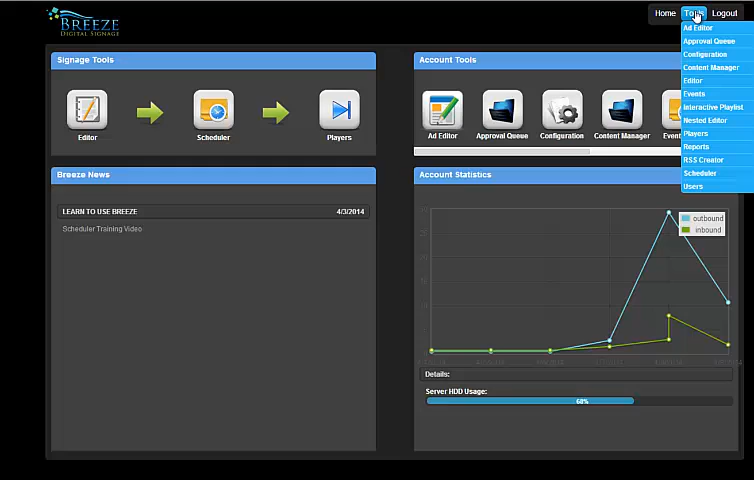 BREEZE
DIGITAL SIGNAGE
Home
Logout
Ad Editor
Approval Queue
Configuration
Content Manager
Editor
Events
Interactive Playlist
Nested Editor
Players
Reports
RSS Creator
Scheduler
Users
Signage Tools
Editor
Scheduler
Players
Account Tools
Ad Editor
Approval Queue
Configuration
Content Manager
Breeze News
LEARN TO USE BREEZE 4/3/2014
Scheduler Training Video
Account Statistics
outbound
inbound
Details:
Server HDD Usage:
68%